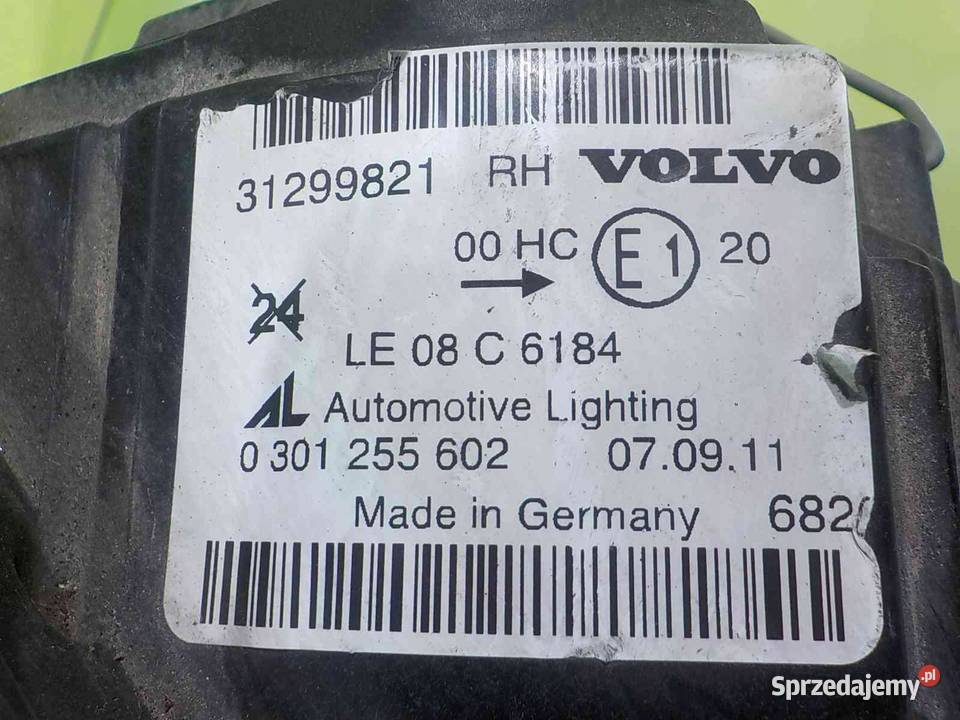 31299821 RH VOLVO
00 HC E1 20
24
LE 08 C 6184
AL Automotive Lighting
0 301 255 602 07.09.11
Made in Germany 682
Sprzedajemy.pl